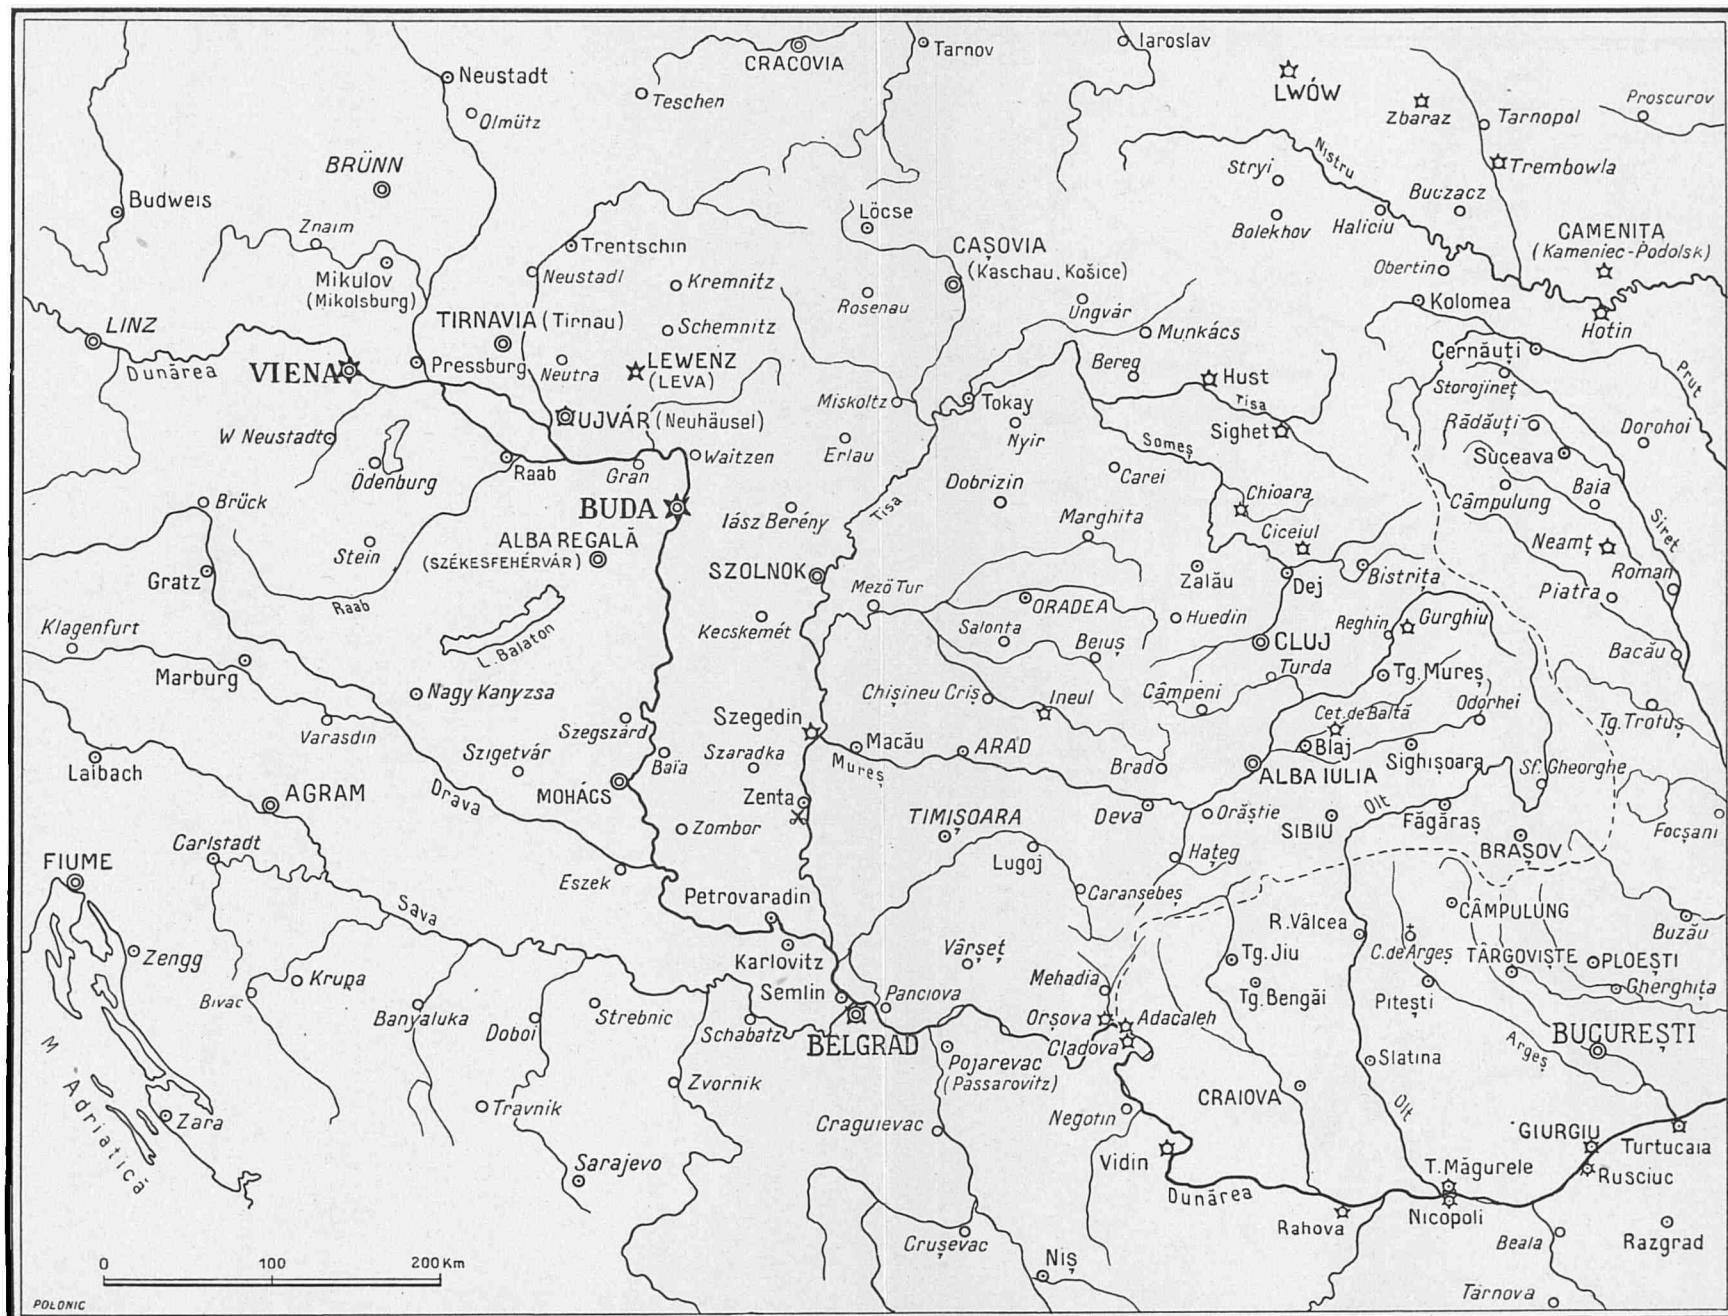 Neustadt
CRACOVIA
Tarnov
Iaroslav
LWÓW
Teschen
Olmütz
Zbaraz
Tarnopol
Proscurov
BRÜNN
Nistru
Stryi
Trembowla
Budweis
Buczacz
Löcse
Znaim
Trentschin
CAȘOVIA
(Kaschau, Košice)
Bolekhov
Haliciu
CAMENIȚA
(Kameniec-Podolsk)
Mikulov
(Mikolsburg)
Neustadl
Kremnitz
Rosenau
Ungvár
Obertin
Kolomea
LINZ
TIRNAVIA (Tirnau)
Schemnitz
Munkács
Hotin
Dunărea
VIENA
Pressburg
Neutra
LEWENZ
(LEVA)
Bereg
Hust
Cernăuți
Storojineț
Prut
Tisa
Miskoltz
Tokay
UJVÁR (Neuhäusel)
Nyir
Sighet
Rădăuți
Dorohoi
W. Neustadt
Someș
Suceava
Ödenburg
Raab
Gran
Waitzen
Erlau
Carei
Brück
Dobrizin
Chioara
Câmpulung
Baia
BUDA
Iász Berény
Tisa
Marghita
Siret
Stein
ALBA REGALĂ
(SZÉKESFEHÉRVÁR)
Ciceiul
Neamț
Gratz
SZOLNOK
Zalău
Dej
Bistrița
Roman
Raab
Mezö Tur
ORADEA
Piatra
Klagenfurt
Kecskemét
Salonta
Huedin
Reghin
Gurghiu
L. Balaton
Beiuș
CLUJ
Bacău
Marburg
Turda
Tg. Mureș
Nagy Kanyzsa
Chișineu Criș
Ineul
Câmpeni
Odorhei
Varasdin
Szegszárd
Szegedin
Cet. de Baltă
Tg. Trotuș
Szigetvár
Baïa
Szaradka
Macău
ARAD
Blaj
Laibach
Mureș
Brad
ALBA IULIA
Sighișoara
Sf. Gheorghe
AGRAM
Drava
MOHÁCS
Zenta
TIMIȘOARA
Deva
Orăștie
Olt
SIBIU
Făgăraș
Focșani
Zombor
Carlstadt
Lugoj
Hațeg
BRAȘOV
FIUME
Eszek
Caransebeș
Sava
Petrovaradin
CÂMPULUNG
R. Vâlcea
Buzău
Zengg
Karlovitz
Vârșeț
Tg. Jiu
C. de Argeș
TÂRGOVIȘTE
PLOEȘTI
Krupa
Mehadia
Bivac
Semlin
Panciova
Tg. Bengăi
Pitești
Gherghița
Banyaluka
Doboi
Strebnic
Schabatz
Orșova
Adacaleh
BELGRAD
Cladova
BUCUREȘTI
M Adriatică
Pojarevac
(Passarovitz)
Slatina
Argeș
Zvornik
CRAIOVA
Zara
Travnik
Craguievac
Negotin
Olt
GIURGIU
Turtucaia
Sarajevo
Vidin
T. Măgurele
Rusciuc
Dunărea
Rahova
Nicopoli
Crușevac
Beala
Razgrad
Niș
0 100 200 Km
Târnova
POLONIC